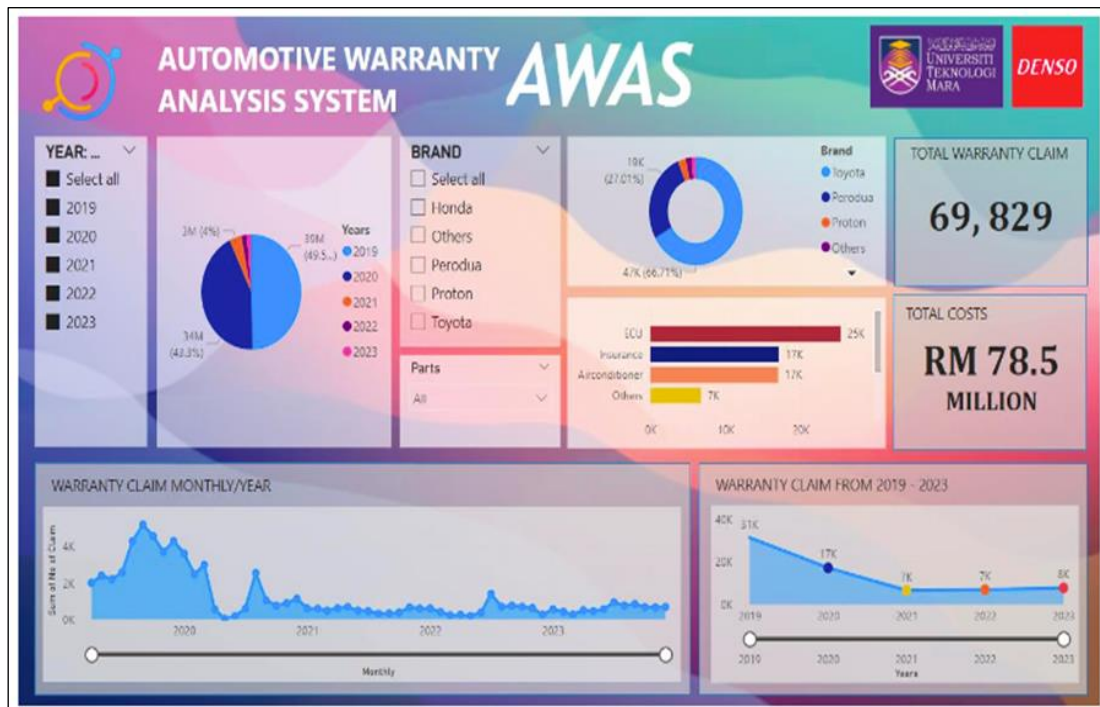 AUTOMOTIVE WARRANTY
ANALYSIS SYSTEM
AWAS
UNIVERSITI
TEKNOLOGI
MARA
DENSO
YEAR: ...
Select all
2019
2020
2021
2022
2023
3M (4%)
39M
(49.5...)
34M
(43.3%)
Years
2019
2020
2021
2022
2023
BRAND
Select all
Honda
Others
Perodua
Proton
Toyota
Parts
All
19K
(27.01%)
47K (66.71%)
Brand
Toyota
Perodua
Proton
Others
ECU
25K
Insurance
17K
Airconditioner
17K
Others
7K
0K
10K
20K
TOTAL WARRANTY CLAIM
69, 829
TOTAL COSTS
RM 78.5
MILLION
WARRANTY CLAIM MONTHLY/YEAR
Sum of No of Claim
4K
2K
0K
2020
2021
2022
2023
Monthly
WARRANTY CLAIM FROM 2019 - 2023
40K
20K
0K
31K
17K
7K
7K
8K
2019
2020
2021
2022
2023
2019
2020
2021
2022
2023
Years